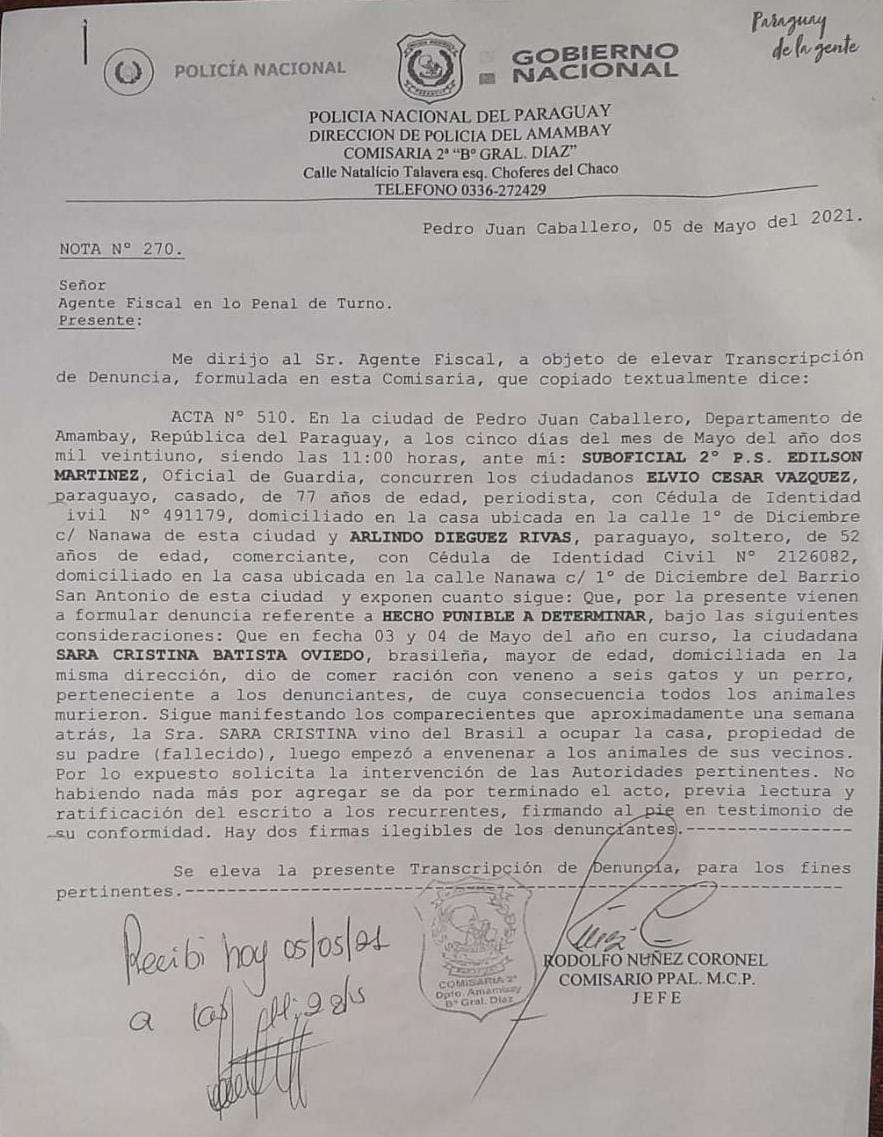 Paraguay
de la gente
POLICÍA NACIONAL
GOBIERNO
NACIONAL
POLICIA NACIONAL DEL PARAGUAY
DIRECCION DE POLICIA DEL AMAMBAY
COMISARIA 2ª “Bº GRAL. DIAZ”
Calle Natalício Talavera esq. Choferes del Chaco
TELEFONO 0336-272429
Pedro Juan Caballero, 05 de Mayo del 2021.
NOTA N° 270.
Señor
Agente Fiscal en lo Penal de Turno.
Presente:
Me dirijo al Sr. Agente Fiscal, a objeto de elevar Transcripción
de Denuncia, formulada en esta Comisaría, que copiado textualmente dice:
ACTA N° 510. En la ciudad de Pedro Juan Caballero, Departamento de
Amambay, República del Paraguay, a los cinco días del mes de Mayo del año dos
mil veintiuno, siendo las 11:00 horas, ante mí: SUBOFICIAL 2° P.S. EDILSON
MARTINEZ, Oficial de Guardia, concurren los ciudadanos ELVIO CESAR VAZQUEZ,
paraguayo, casado, de 77 años de edad, periodista, con Cédula de Identidad
ivil N° 491179, domiciliado en la casa ubicada en la calle 1° de Diciembre
c/ Nanawa de esta ciudad y ARLINDO DIEGUEZ RIVAS, paraguayo, soltero, de 52
años de edad, comerciante, con Cédula de Identidad Civil N° 2126082,
domiciliado en la casa ubicada en la calle Nanawa c/ 1° de Diciembre del Barrio
San Antonio de esta ciudad y exponen cuanto sigue: Que, por la presente vienen
a formular denuncia referente a HECHO PUNIBLE A DETERMINAR, bajo las siguientes
consideraciones: Que en fecha 03 y 04 de Mayo del año en curso, la ciudadana
SARA CRISTINA BATISTA OVIEDO, brasileña, mayor de edad, domiciliada en la
misma dirección, dio de comer ración con veneno a seis gatos y un perro,
perteneciente a los denunciantes, de cuya consecuencia todos los animales
murieron. Sigue manifestando los comparecientes que aproximadamente una semana
atrás, la Sra. SARA CRISTINA vino del Brasil a ocupar la casa, propiedad de
su padre (fallecido), luego empezó a envenenar a los animales de sus vecinos.
Por lo expuesto solicita la intervención de las Autoridades pertinentes. No
habiendo nada más por agregar se da por terminado el acto, previa lectura y
ratificación del escrito a los recurrentes, firmando al pie en testimonio de
su conformidad. Hay dos firmas ilegibles de los denunciantes.----------------
Se eleva la presente Transcripción de Denuncia, para los fines
pertinentes.----------------------------------------------------------------
Recibi hoy 05/05/21
a las
COMISARIA 2ª
Dpto. Amambay
Bº Gral. Diaz
RODOLFO NUÑEZ CORONEL
COMISARIO PPAL. M.C.P.
JEFE